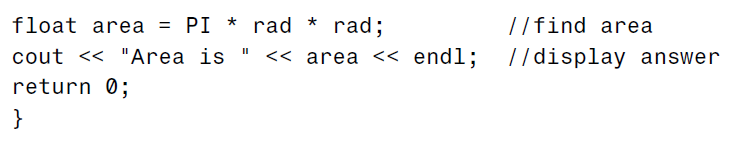 float area = PI * rad * rad;        //find area
cout << "Area is " << area << endl;  //display answer
return 0;
}